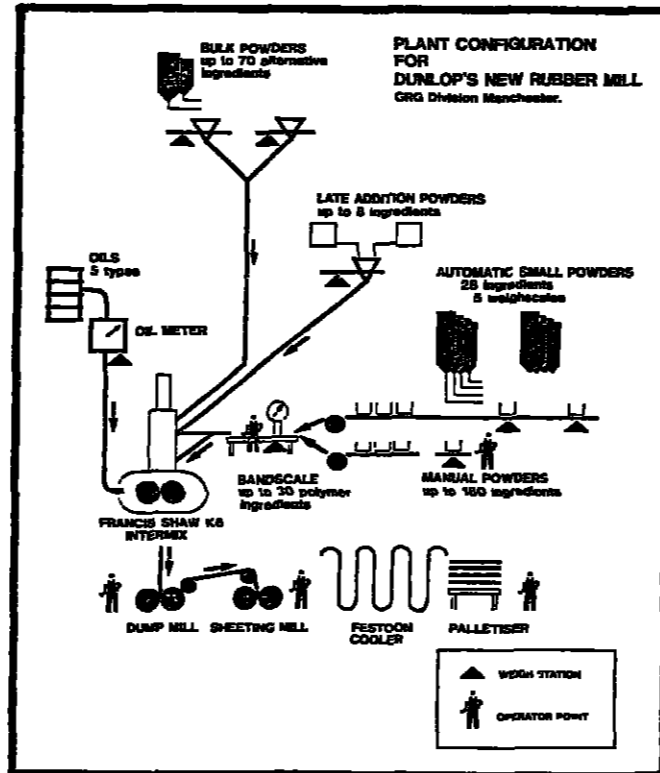 PLANT CONFIGURATION
FOR
DUNLOP'S NEW RUBBER MILL
GRG Division Manchester.
BULK POWDERS
up to 70 alternative
ingredients
LATE ADDITION POWDERS
up to 8 ingredients
OILS
5 types
OIL METER
AUTOMATIC SMALL POWDERS
28 ingredients
5 weighscales
BANDSCALE
up to 30 polymer
ingredients
MANUAL POWDERS
up to 160 ingredients
FRANCIS SHAW K6
INTERMIX
DUMP MILL
SHEETING MILL
FESTOON
COOLER
PALLETISER
WEIGH STATION
OPERATOR POINT